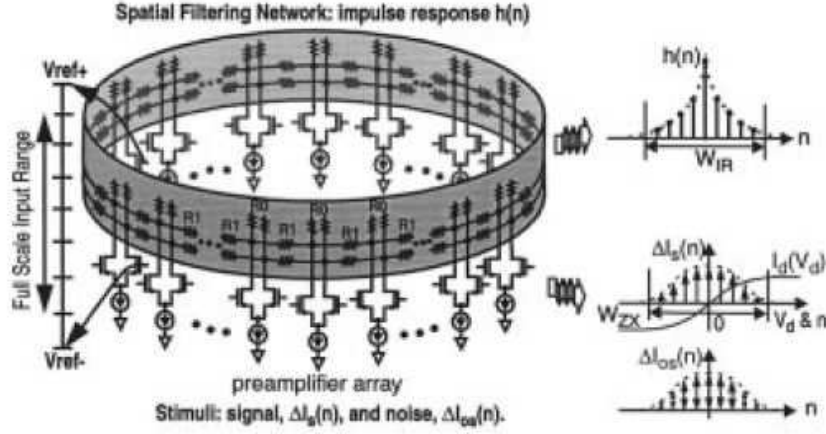 Spatial Filtering Network: impulse response h(n)
Vref+
Full Scale Input Range
R1 R1 R0 R1 R0 R1 R0 R1
Vref-
preamplifier array
Stimuli: signal, ΔIs(n), and noise, ΔIos(n).
h(n)
n
WIR
ΔIs(n)
Id(Vd)
WZX
0
Vd & n
ΔIos(n)
n